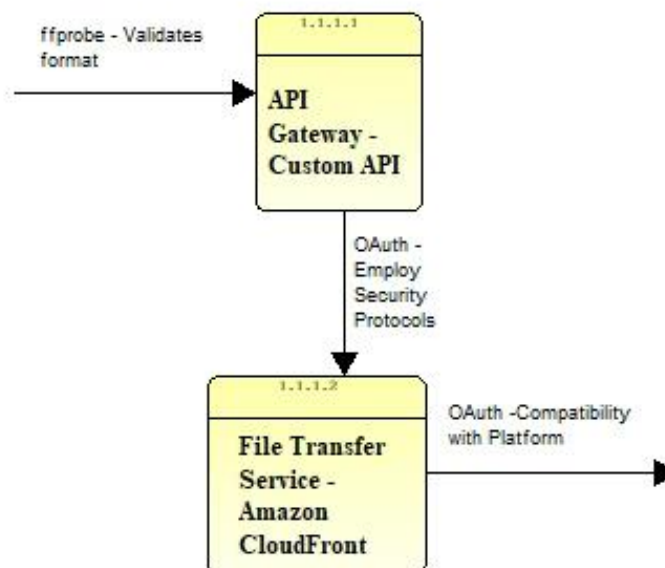 ffprobe - Validates
format
1.1.1.1
API
Gateway -
Custom API
OAuth -
Employ
Security
Protocols
1.1.1.2
File Transfer
Service -
Amazon
CloudFront
OAuth -Compatibility
with Platform